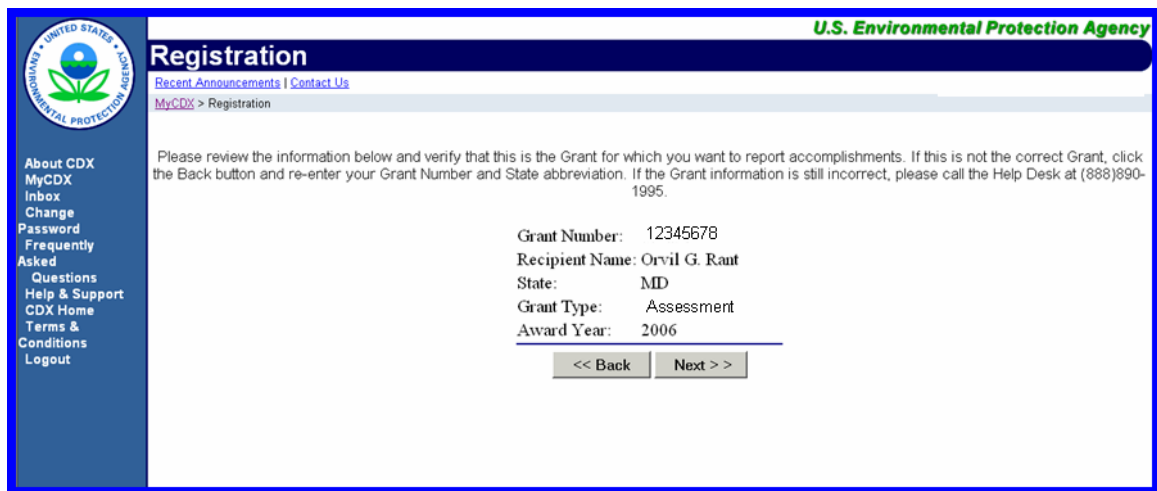 UNITED STATES
ENVIRONMENTAL PROTECTION AGENCY
U.S. Environmental Protection Agency
Registration
Recent Announcements | Contact Us
MyCDX > Registration
About CDX
MyCDX
Inbox
Change
Password
Frequently
Asked
Questions
Help & Support
CDX Home
Terms &
Conditions
Logout
Please review the information below and verify that this is the Grant for which you want to report accomplishments. If this is not the correct Grant, click
the Back button and re-enter your Grant Number and State abbreviation. If the Grant information is still incorrect, please call the Help Desk at (888)890-
1995.
Grant Number: 12345678
Recipient Name: Orvil G. Rant
State: MD
Grant Type: Assessment
Award Year: 2006
<< Back Next > >